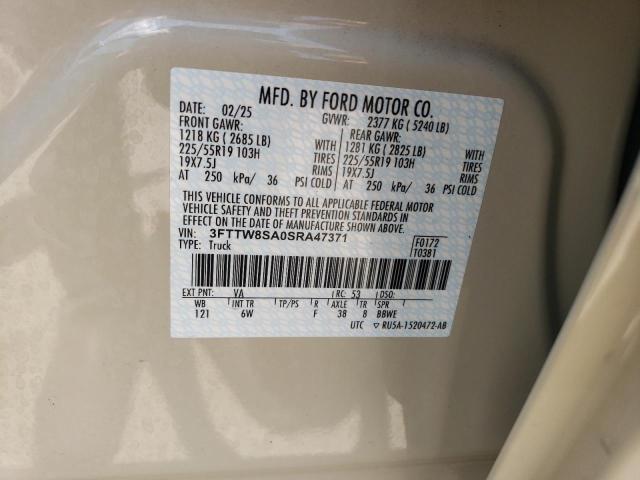 MFD. BY FORD MOTOR CO.
DATE: 02/25 GVWR: 2377 KG ( 5240 LB)
FRONT GAWR: REAR GAWR:
1218 KG ( 2685 LB) WITH 1281 KG ( 2825 LB) WITH
225/55R19 103H TIRES 225/55R19 103H TIRES
19X7.5J RIMS 19X7.5J RIMS
AT 250 kPa/ 36 PSI COLD AT 250 kPa/ 36 PSI COLD
THIS VEHICLE CONFORMS TO ALL APPLICABLE FEDERAL MOTOR
VEHICLE SAFETY AND THEFT PREVENTION STANDARDS IN
EFFECT ON THE DATE OF MANUFACTURE SHOWN ABOVE.
VIN: 3FTTW8SA0SRA47371 F0172
TYPE: Truck T0381
EXT PNT: VA RC: 53 DSO:
WB INT TR TP/PS R AXLE TR SPR
121 6W F 38 8 BBWE
UTC ▽ RU5A-1520472-AB